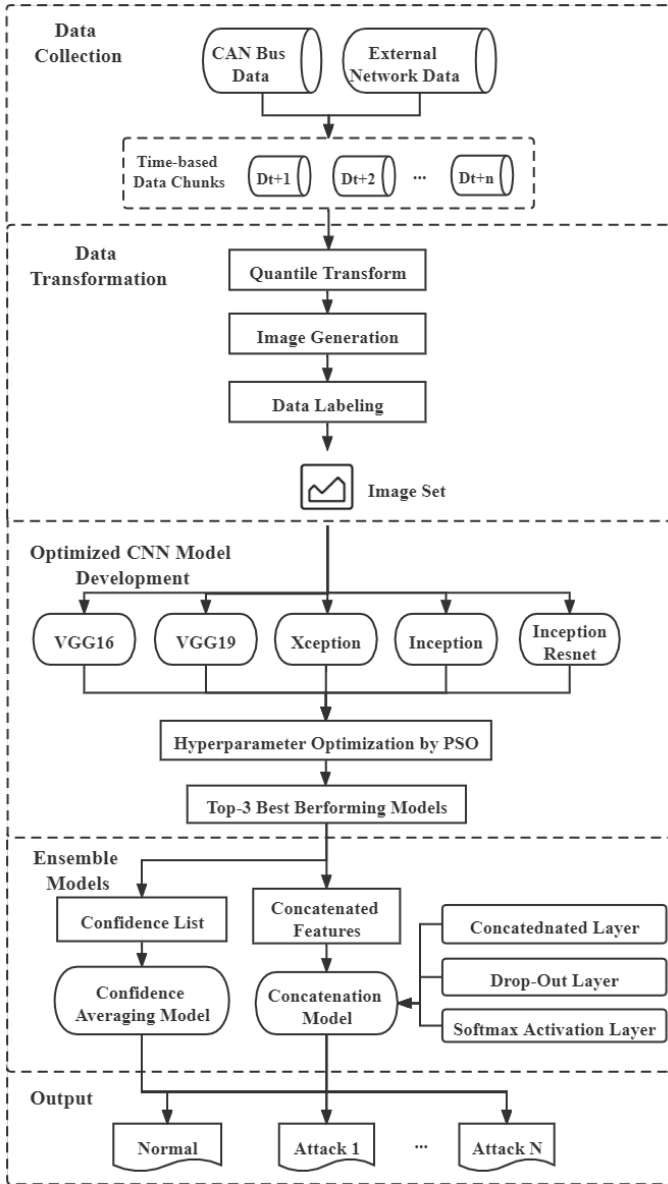 Data
Collection
CAN Bus
Data
External
Network Data
Time-based
Data Chunks
Dt+1
Dt+2
...
Dt+n
Data
Transformation
Quantile Transform
Image Generation
Data Labeling
Image Set
Optimized CNN Model
Development
VGG16
VGG19
Xception
Inception
Inception
Resnet
Hyperparameter Optimization by PSO
Top-3 Best Berforming Models
Ensemble
Models
Confidence List
Concatenated
Features
Concatednated Layer
Confidence
Averaging Model
Concatenation
Model
Drop-Out Layer
Softmax Activation Layer
Output
Normal
Attack 1
...
Attack N